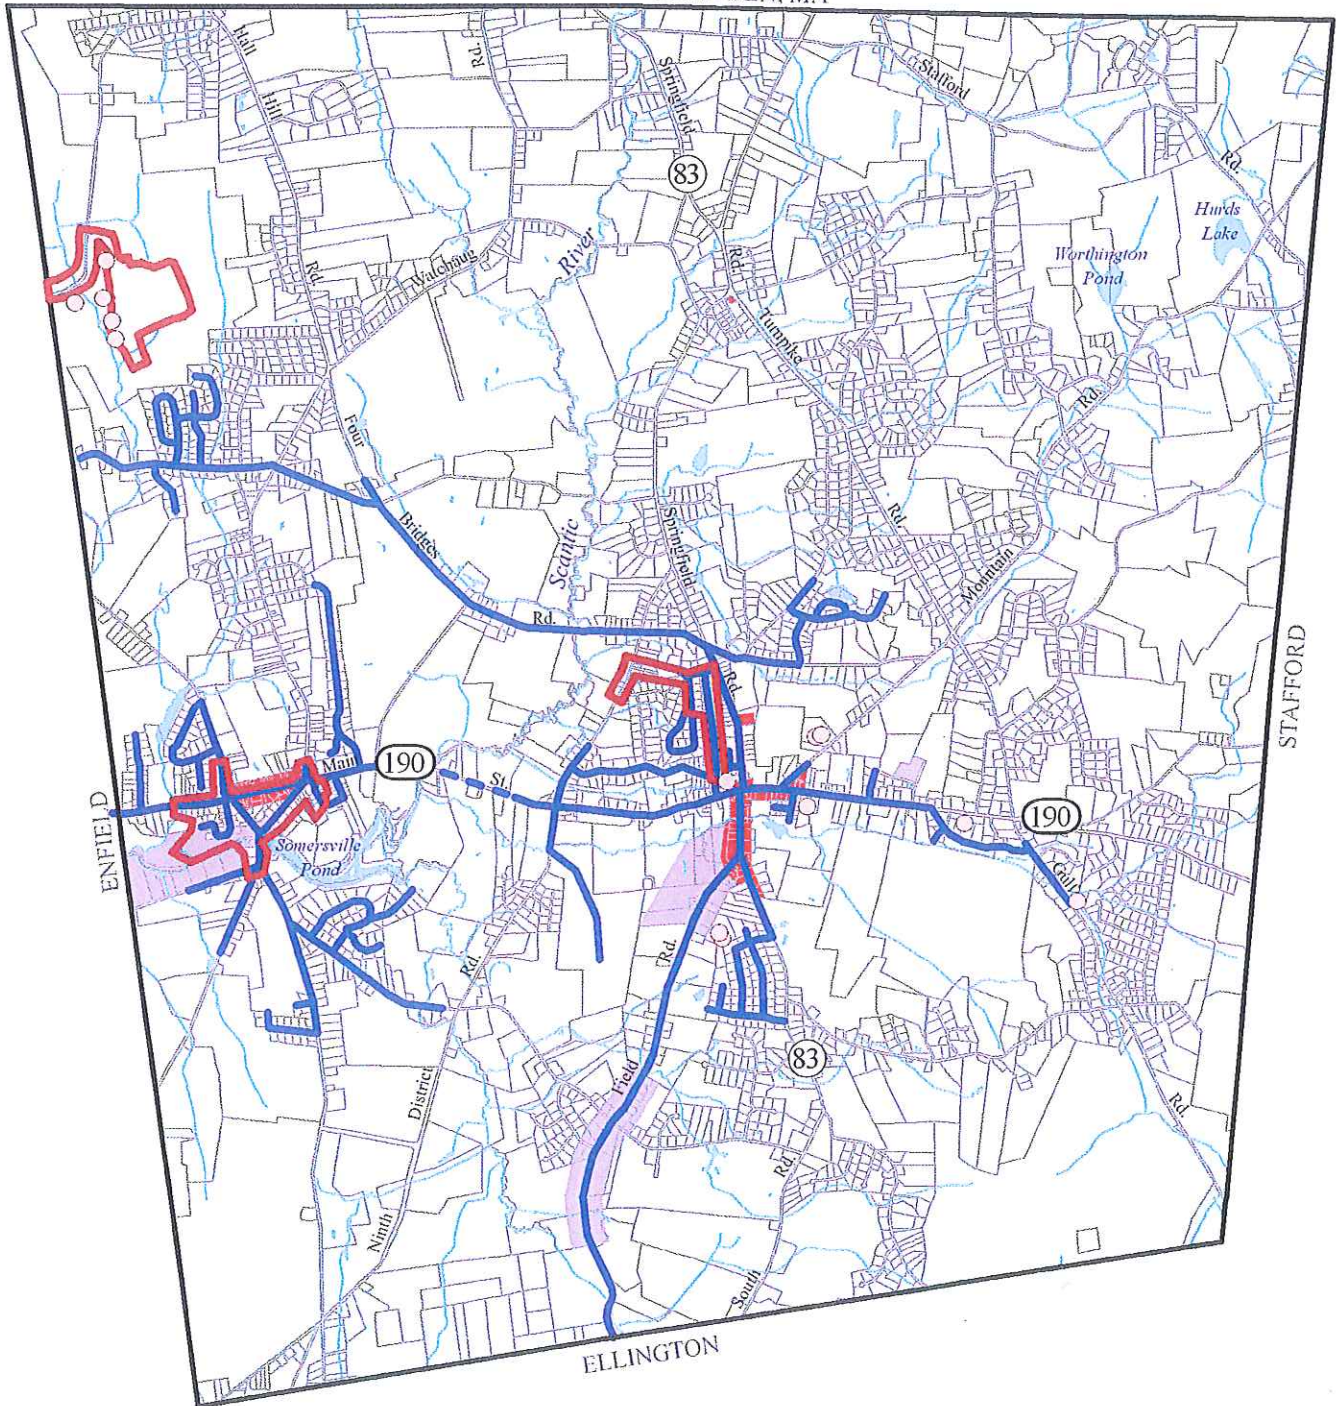 Hall
Hill
Rd.
Rd.
Springfield
83
Rd.
Turnpike
Rd.
Stafford
Rd.
Hurds
Lake
Worthington
Pond
Watchaug
River
Scantic
Four
Bridges
Rd.
Springfield
Rd.
Mountain
Rd.
STAFFORD
Main
190
St.
ENFIELD
Somersville
Pond
190
Gulf
Rd.
Rd.
District
Ninth
Rd.
Field
83
Rd.
South
ELLINGTON